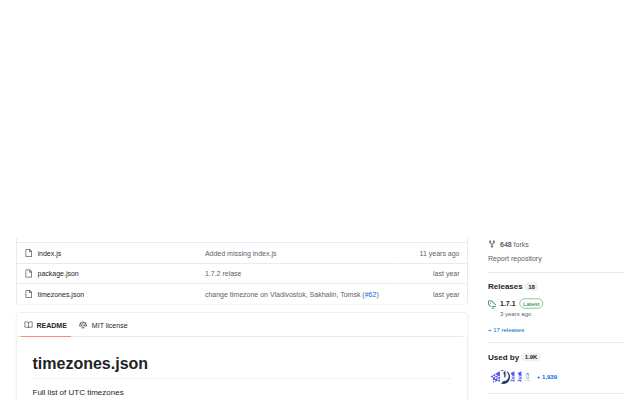 648 forks
index.js Added missing index.js 11 years ago
Report repository
package.json 1.7.2 relase last year
Releases 18
timezones.json change timezone on Vladivostok, Sakhalin, Tomsk (#62) last year
1.7.1 Latest
3 years ago
README MIT license
+ 17 releases
Used by 1.9K
timezones.json
+ 1,939
Full list of UTC timezones